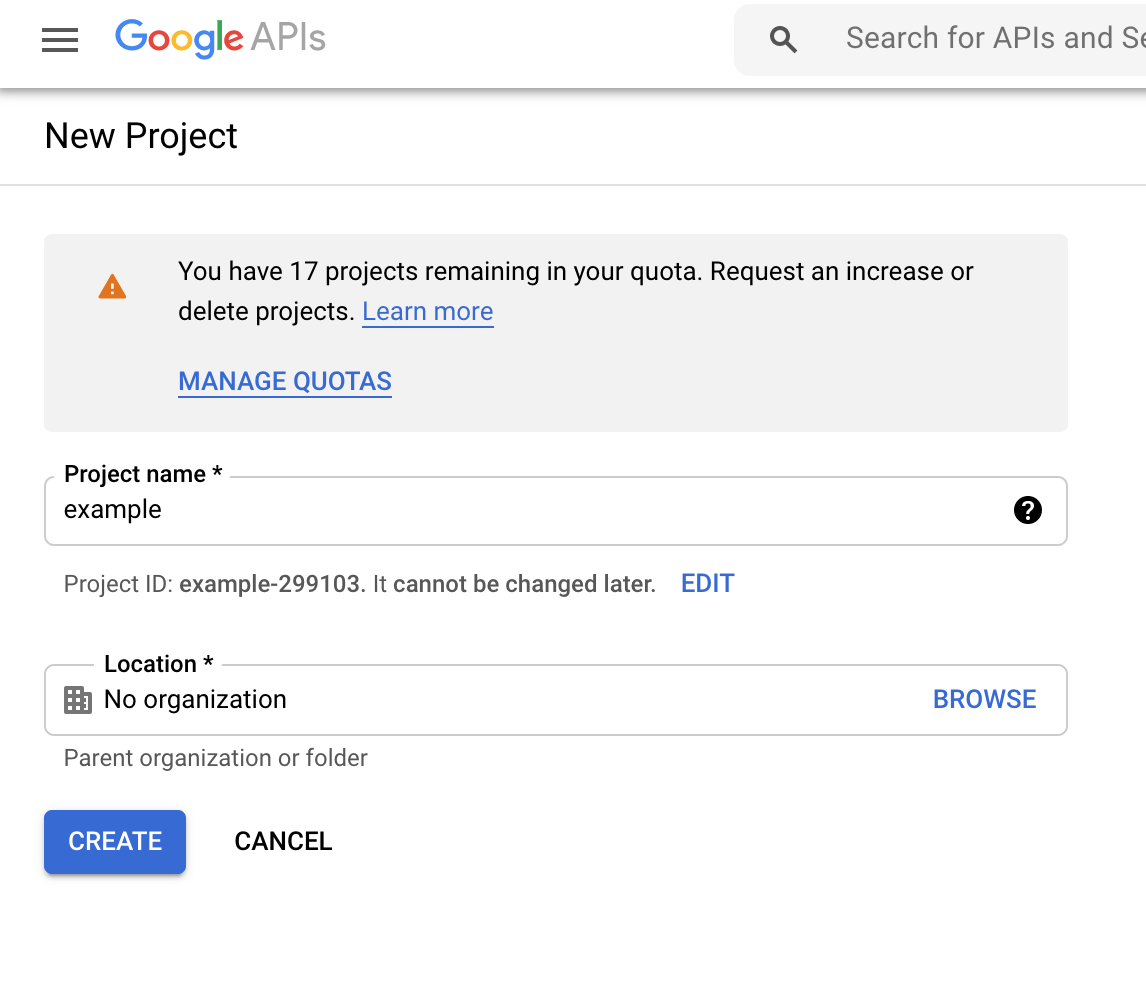 Google APIs
Search for APIs and Se
New Project
You have 17 projects remaining in your quota. Request an increase or
delete projects. Learn more
MANAGE QUOTAS
Project name *
example
Project ID: example-299103. It cannot be changed later. EDIT
Location *
No organization BROWSE
Parent organization or folder
CREATE CANCEL